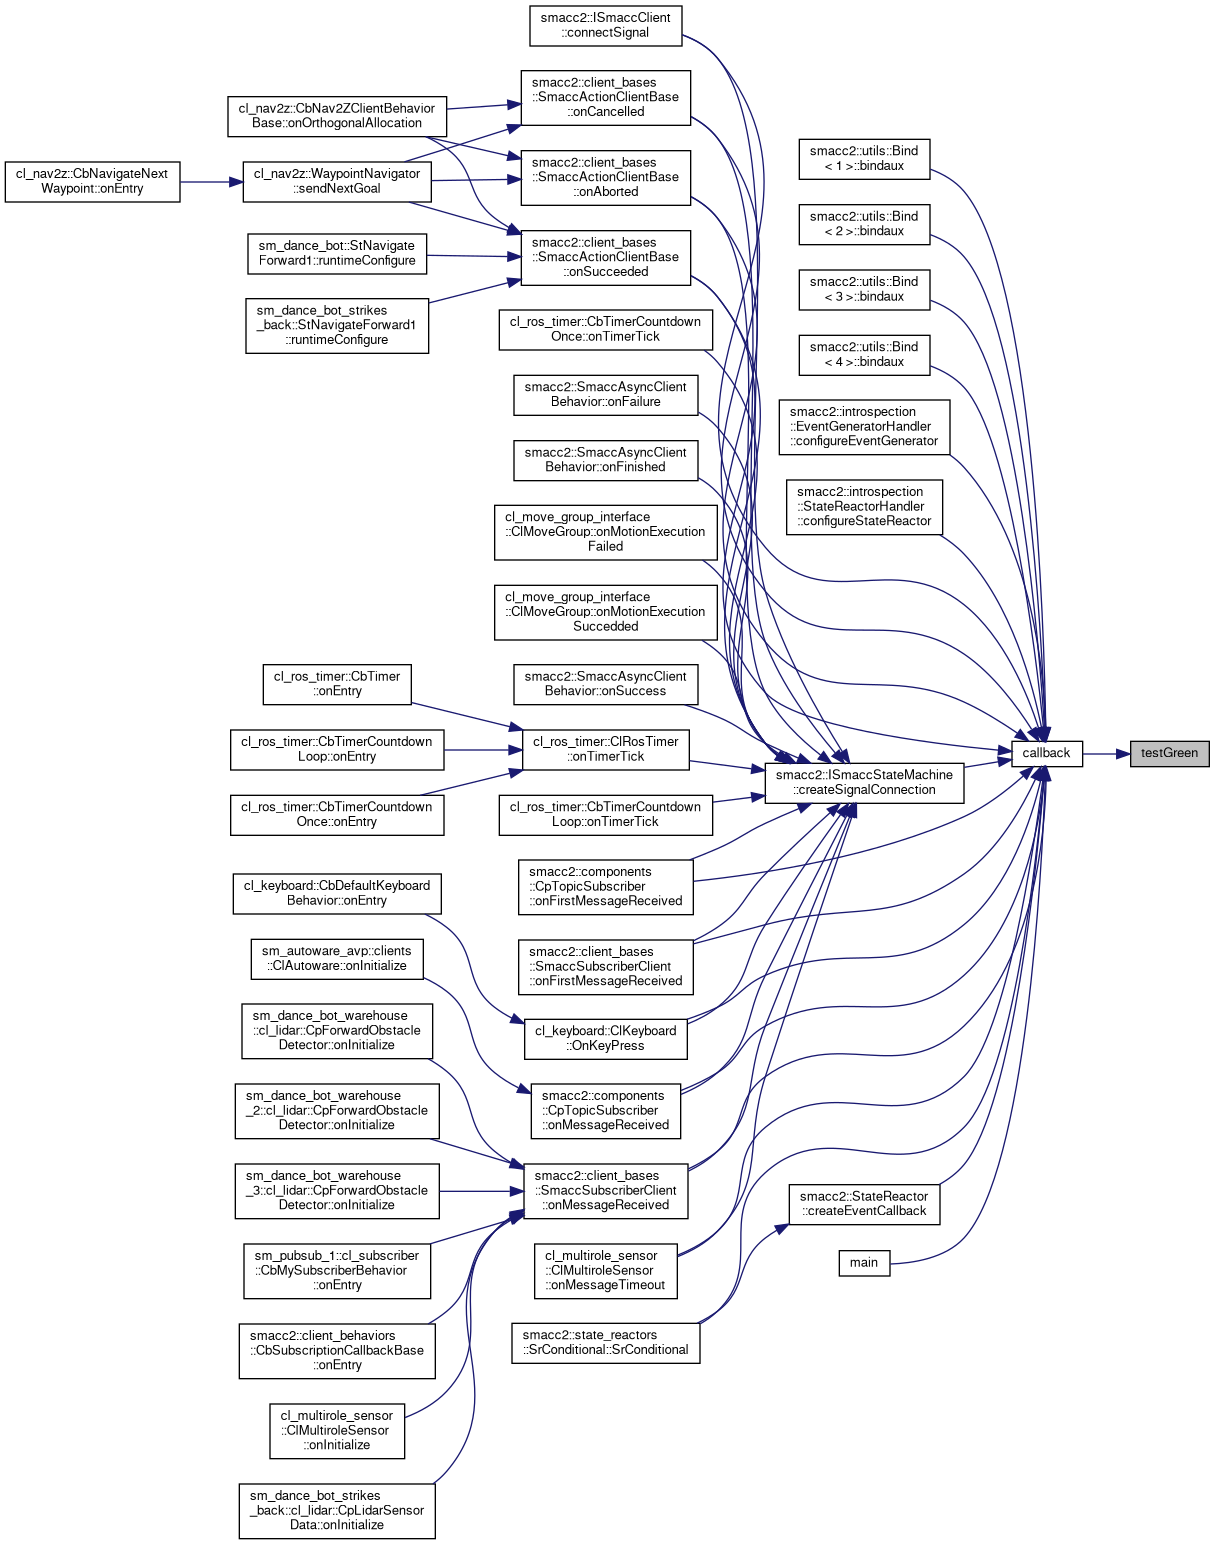 smacc2::ISmaccClient
::connectSignal
smacc2::client_bases
::SmaccActionClientBase
::onCancelled
cl_nav2z::CbNav2ZClientBehavior
Base::onOrthogonalAllocation
smacc2::client_bases
::SmaccActionClientBase
::onAborted
cl_nav2z::CbNavigateNext
Waypoint::onEntry
cl_nav2z::WaypointNavigator
::sendNextGoal
smacc2::client_bases
::SmaccActionClientBase
::onSucceeded
sm_dance_bot::StNavigate
Forward1::runtimeConfigure
sm_dance_bot_strikes
_back::StNavigateForward1
::runtimeConfigure
cl_ros_timer::CbTimerCountdown
Once::onTimerTick
smacc2::SmaccAsyncClient
Behavior::onFailure
smacc2::SmaccAsyncClient
Behavior::onFinished
cl_move_group_interface
::ClMoveGroup::onMotionExecution
Failed
cl_move_group_interface
::ClMoveGroup::onMotionExecution
Succedded
smacc2::SmaccAsyncClient
Behavior::onSuccess
cl_ros_timer::CbTimer
::onEntry
cl_ros_timer::CbTimerCountdown
Loop::onEntry
cl_ros_timer::ClRosTimer
::onTimerTick
cl_ros_timer::CbTimerCountdown
Once::onEntry
cl_ros_timer::CbTimerCountdown
Loop::onTimerTick
smacc2::components
::CpTopicSubscriber
::onFirstMessageReceived
smacc2::client_bases
::SmaccSubscriberClient
::onFirstMessageReceived
cl_keyboard::CbDefaultKeyboard
Behavior::onEntry
cl_keyboard::ClKeyboard
::OnKeyPress
sm_autoware_avp::clients
::ClAutoware::onInitialize
smacc2::components
::CpTopicSubscriber
::onMessageReceived
sm_dance_bot_warehouse
::cl_lidar::CpForwardObstacle
Detector::onInitialize
sm_dance_bot_warehouse
_2::cl_lidar::CpForwardObstacle
Detector::onInitialize
sm_dance_bot_warehouse
_3::cl_lidar::CpForwardObstacle
Detector::onInitialize
smacc2::client_bases
::SmaccSubscriberClient
::onMessageReceived
sm_pubsub_1::cl_subscriber
::CbMySubscriberBehavior
::onEntry
smacc2::client_behaviors
::CbSubscriptionCallbackBase
::onEntry
cl_multirole_sensor
::ClMultiroleSensor
::onInitialize
sm_dance_bot_strikes
_back::cl_lidar::CpLidarSensor
Data::onInitialize
cl_multirole_sensor
::ClMultiroleSensor
::onMessageTimeout
smacc2::state_reactors
::SrConditional::SrConditional
smacc2::utils::Bind
< 1 >::bindaux
smacc2::utils::Bind
< 2 >::bindaux
smacc2::utils::Bind
< 3 >::bindaux
smacc2::utils::Bind
< 4 >::bindaux
smacc2::introspection
::EventGeneratorHandler
::configureEventGenerator
smacc2::introspection
::StateReactorHandler
::configureStateReactor
smacc2::ISmaccStateMachine
::createSignalConnection
smacc2::StateReactor
::createEventCallback
main
callback
testGreen